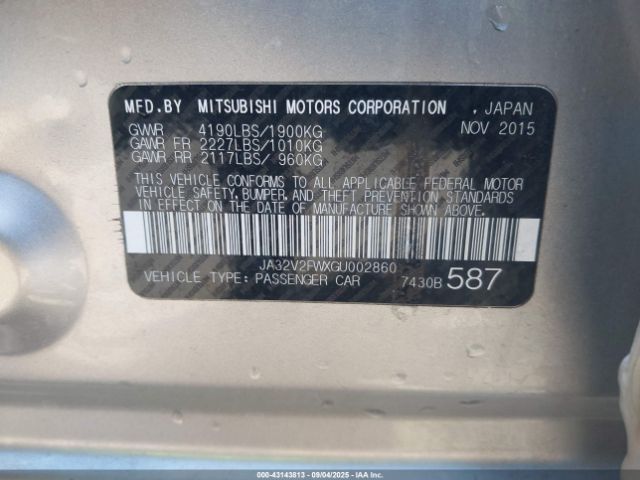 MFD.BY MITSUBISHI MOTORS CORPORATION . JAPAN
GVWR 4190LBS/1900KG NOV 2015
GAWR FR 2227LBS/1010KG
GAWR RR 2117LBS/ 960KG
THIS VEHICLE CONFORMS TO ALL APPLICABLE FEDERAL MOTOR
VEHICLE SAFETY, BUMPER, AND THEFT PREVENTION STANDARDS
IN EFFECT ON THE DATE OF MANUFACTURE SHOWN ABOVE.
JA32V2FWXGU002860
VEHICLE TYPE: PASSENGER CAR 7430B 587
000-43143813 - 09/04/2025 - IAAI.com